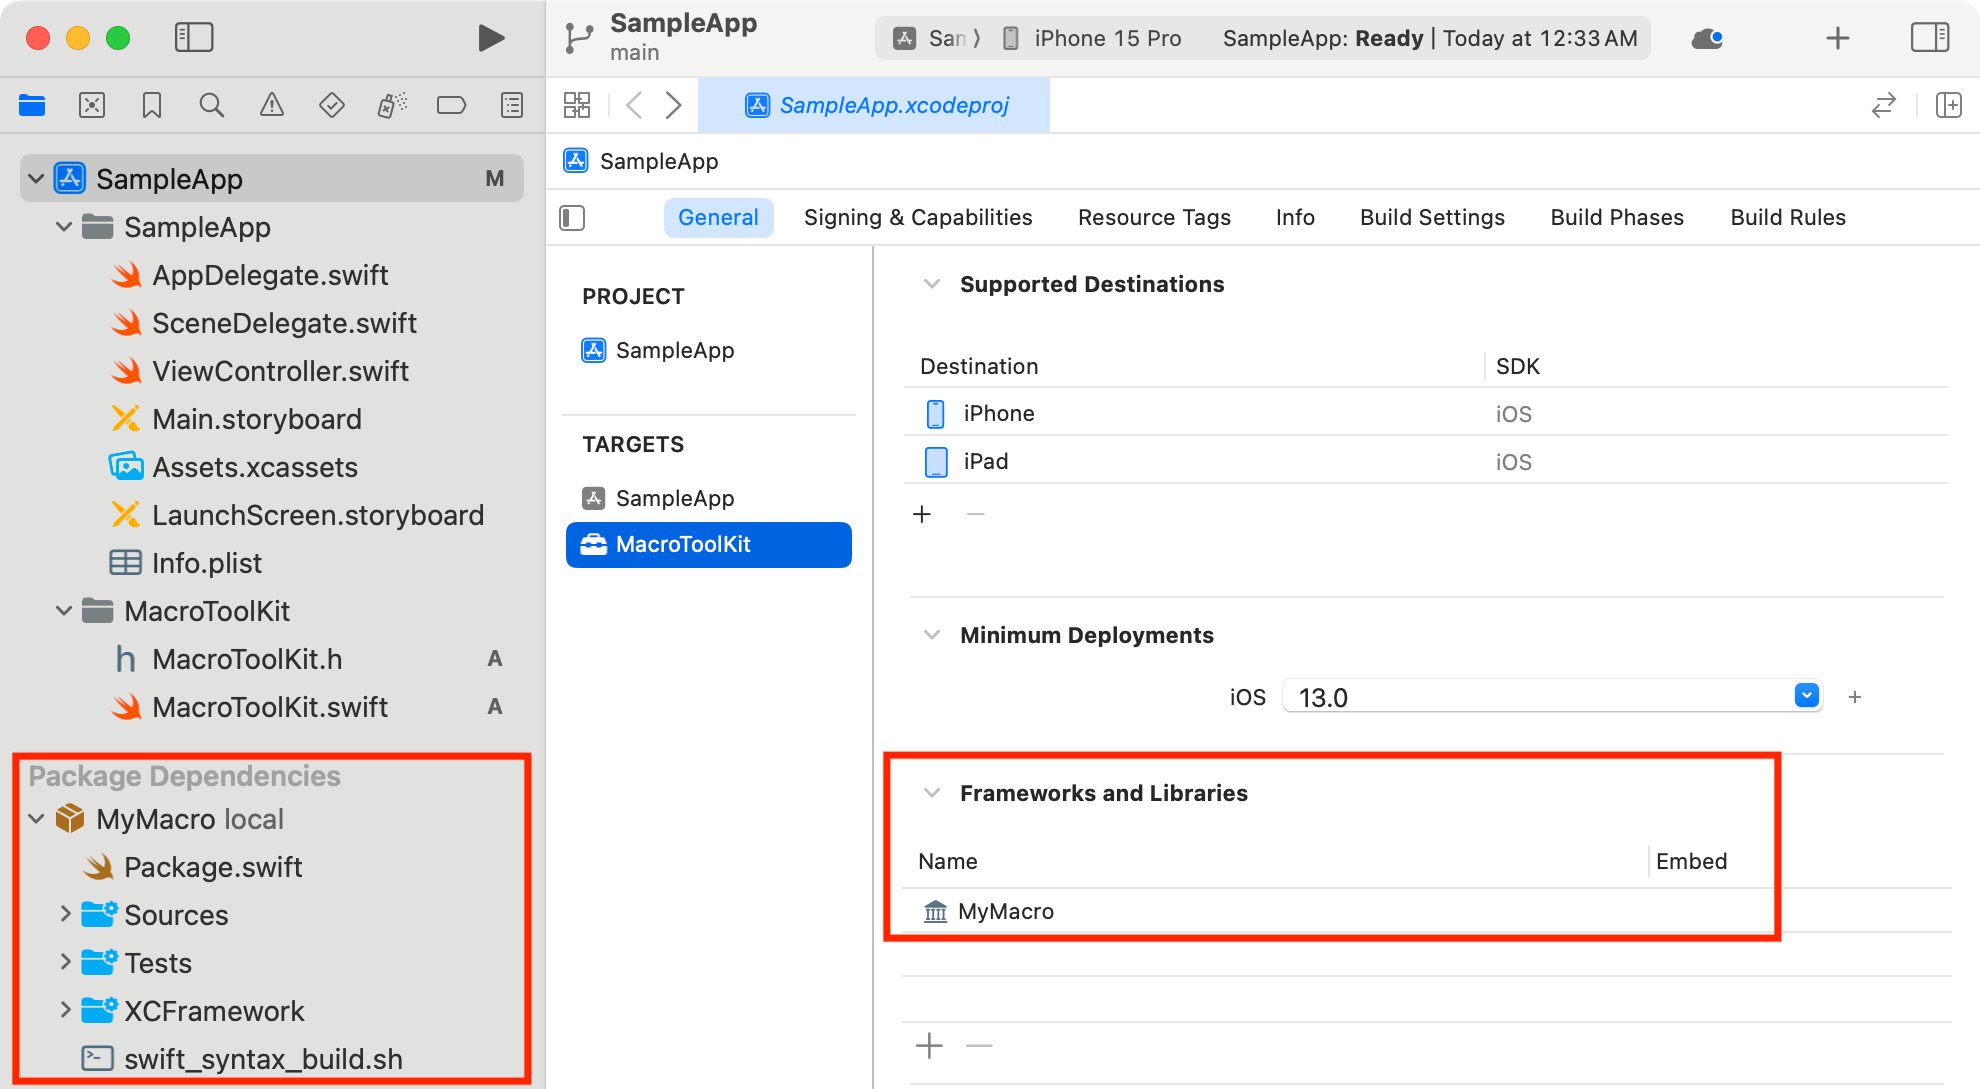 SampleApp
main
San
iPhone 15 Pro
SampleApp: Ready | Today at 12:33 AM
SampleApp.xcodeproj
SampleApp M
SampleApp
AppDelegate.swift
SceneDelegate.swift
ViewController.swift
Main.storyboard
Assets.xcassets
LaunchScreen.storyboard
Info.plist
MacroToolKit
MacroToolKit.h A
MacroToolKit.swift A
Package Dependencies
MyMacro local
Package.swift
Sources
Tests
XCFramework
swift_syntax_build.sh
SampleApp
General Signing & Capabilities Resource Tags Info Build Settings Build Phases Build Rules
PROJECT
SampleApp
TARGETS
SampleApp
MacroToolKit
Supported Destinations
Destination SDK
iPhone iOS
iPad iOS
Minimum Deployments
iOS 13.0
Frameworks and Libraries
Name Embed
MyMacro